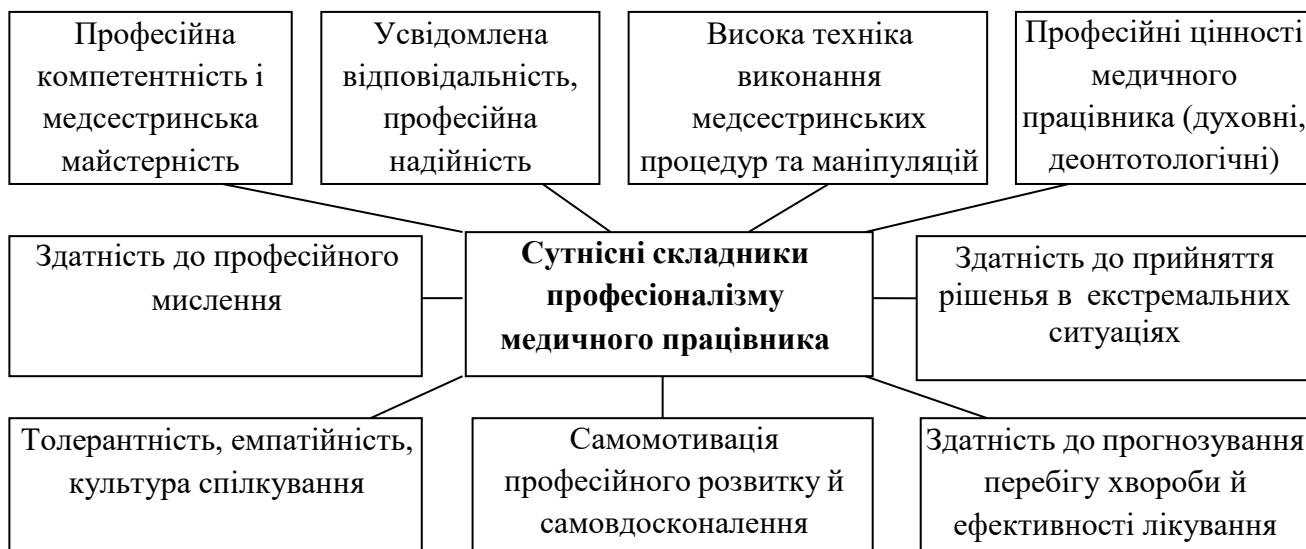 Професійна
компетентність і
медсестринська
майстерність
Усвідомлена
відповідальність,
професійна
надійність
Висока техніка
виконання
медсестринських
процедур та маніпуляцій
Професійні цінності
медичного
працівника (духовні,
деонтотологічні)
Здатність до професійного
мислення
Сутнісні складники
професіоналізму
медичного працівника
Здатність до прийняття
рішенья в екстремальних
ситуаціях
Толерантність, емпатійність,
культура спілкування
Самомотивація
професійного розвитку й
самовдосконалення
Здатність до прогнозування
перебігу хвороби й
ефективності лікування